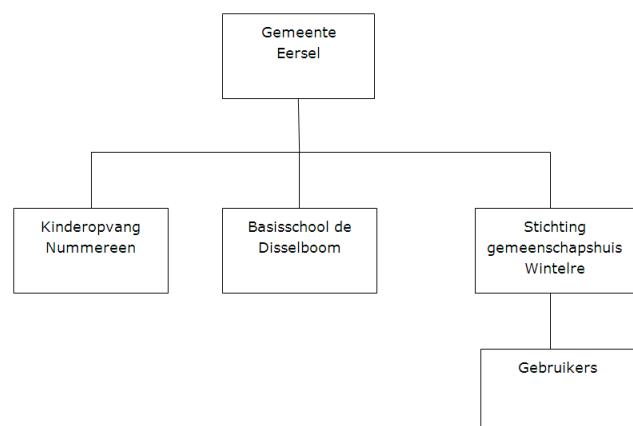 Gemeente
Eersel
Kinderopvang
Nummereen
Basisschool de
Disselboom
Stichting
gemeenschapshuis
Wintelre
Gebruikers